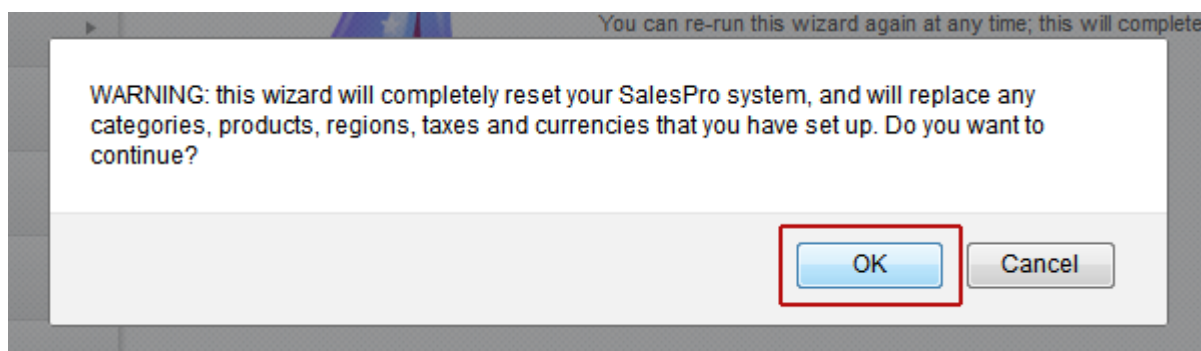 You can re-run this wizard again at any time; this will complete
WARNING: this wizard will completely reset your SalesPro system, and will replace any
categories, products, regions, taxes and currencies that you have set up. Do you want to
continue?
OK
Cancel